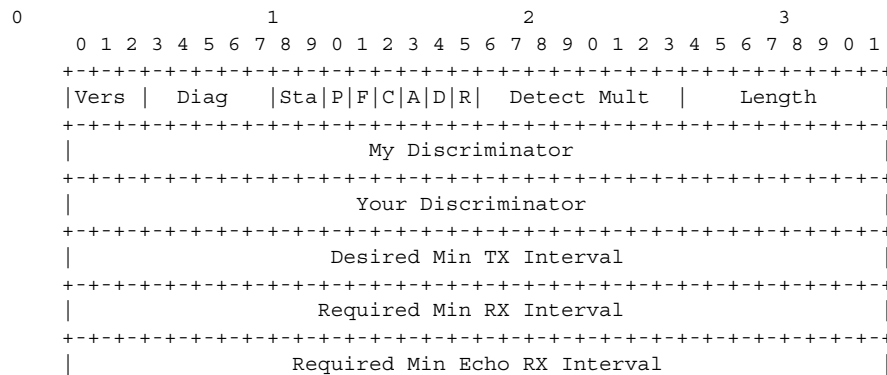 0                   1                   2                   3
 0 1 2 3 4 5 6 7 8 9 0 1 2 3 4 5 6 7 8 9 0 1 2 3 4 5 6 7 8 9 0 1
+-+-+-+-+-+-+-+-+-+-+-+-+-+-+-+-+-+-+-+-+-+-+-+-+-+-+-+-+-+-+-+-+
|Vers | Diag |Sta|P|F|C|A|D|R| Detect Mult | Length |
+-+-+-+-+-+-+-+-+-+-+-+-+-+-+-+-+-+-+-+-+-+-+-+-+-+-+-+-+-+-+-+-+
| My Discriminator |
+-+-+-+-+-+-+-+-+-+-+-+-+-+-+-+-+-+-+-+-+-+-+-+-+-+-+-+-+-+-+-+-+
| Your Discriminator |
+-+-+-+-+-+-+-+-+-+-+-+-+-+-+-+-+-+-+-+-+-+-+-+-+-+-+-+-+-+-+-+-+
| Desired Min TX Interval |
+-+-+-+-+-+-+-+-+-+-+-+-+-+-+-+-+-+-+-+-+-+-+-+-+-+-+-+-+-+-+-+-+
| Required Min RX Interval |
+-+-+-+-+-+-+-+-+-+-+-+-+-+-+-+-+-+-+-+-+-+-+-+-+-+-+-+-+-+-+-+-+
| Required Min Echo RX Interval |